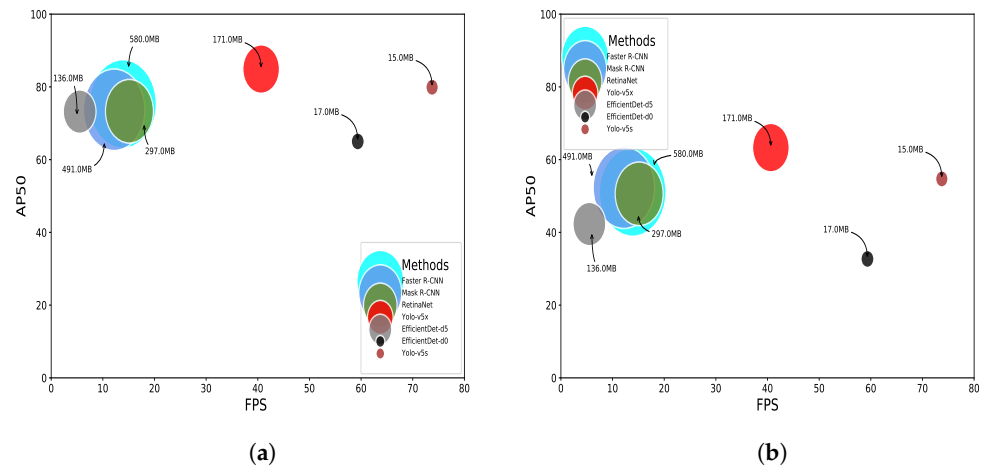 100
80
60
40
20
0
AP50
0 10 20 30 40 50 60 70 80
FPS
580.0MB
171.0MB
15.0MB
136.0MB
17.0MB
297.0MB
491.0MB
Methods
Faster R-CNN
Mask R-CNN
RetinaNet
Yolo-v5x
EfficientDet-d5
EfficientDet-d0
Yolo-v5s
(a)
100
80
60
40
20
0
AP50
0 10 20 30 40 50 60 70 80
FPS
Methods
Faster R-CNN
Mask R-CNN
RetinaNet
Yolo-v5x
EfficientDet-d5
EfficientDet-d0
Yolo-v5s
171.0MB
491.0MB
580.0MB
15.0MB
297.0MB
17.0MB
136.0MB
(b)